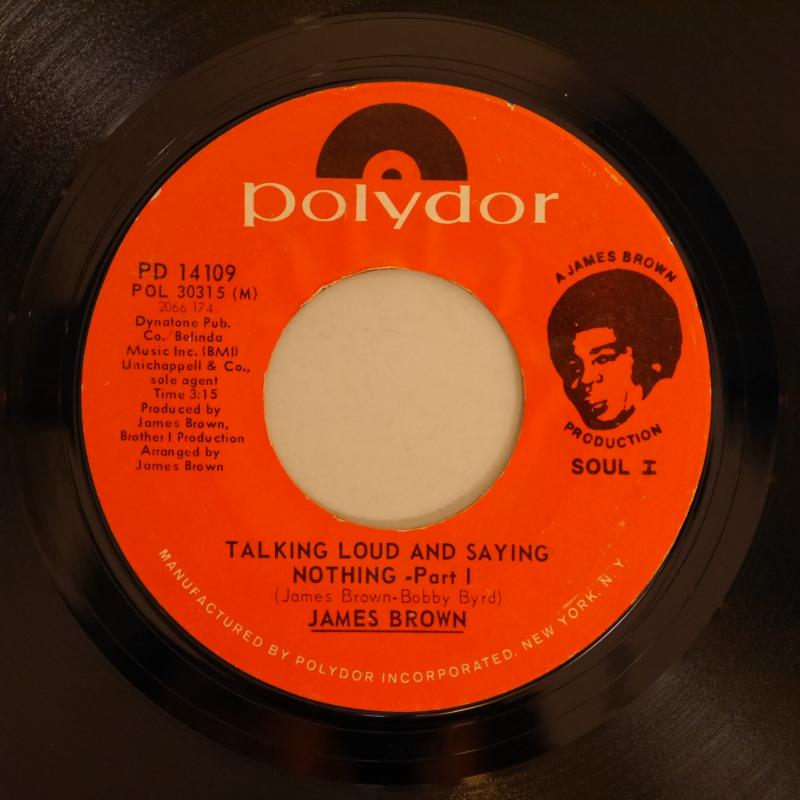 polydor
PD 14109
POL 30315 (M)
2066 174
Dynatone Pub.
Co./Belinda
Music Inc. (BMI)
Unichappell & Co.,
sole agent
Time 3:15
Produced by
James Brown,
Brother I Production
Arranged by
James Brown
A JAMES BROWN
PRODUCTION
SOUL I
TALKING LOUD AND SAYING
NOTHING -Part I
(James Brown-Bobby Byrd)
JAMES BROWN
MANUFACTURED BY POLYDOR INCORPORATED, NEW YORK, N.Y.